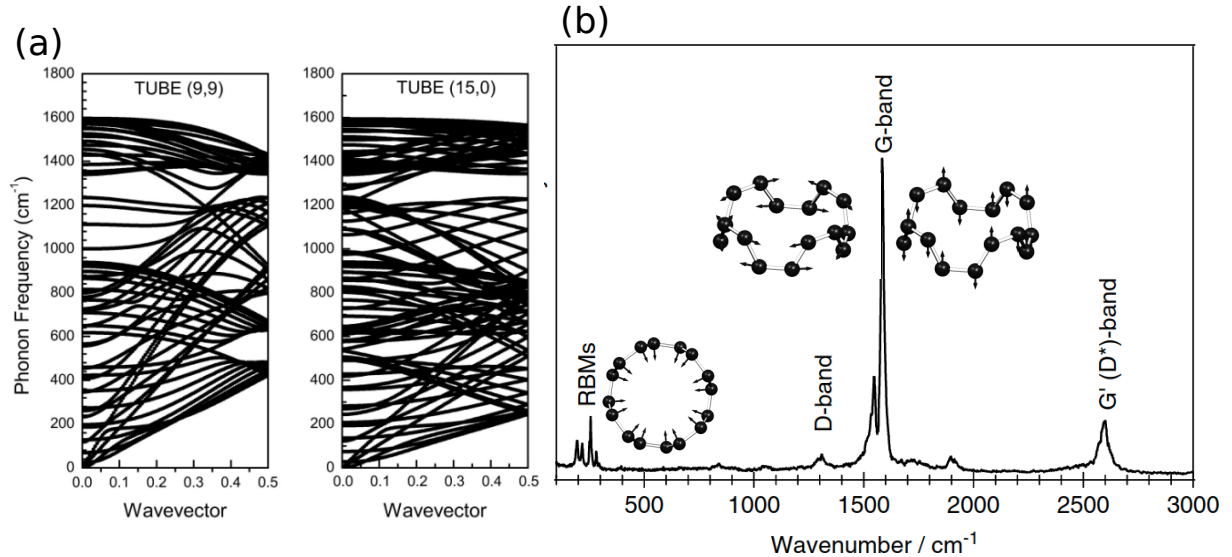 (a)
TUBE (9,9)
TUBE (15,0)
Phonon Frequency (cm⁻¹)
1800
1600
1400
1200
1000
800
600
400
200
0
0.0 0.1 0.2 0.3 0.4 0.5
Wavevector
1800
1600
1400
1200
1000
800
600
400
200
0
0.0 0.1 0.2 0.3 0.4 0.5
Wavevector
(b)
RBMs
D-band
G-band
G' (D*)-band
500 1000 1500 2000 2500 3000
Wavenumber / cm⁻¹